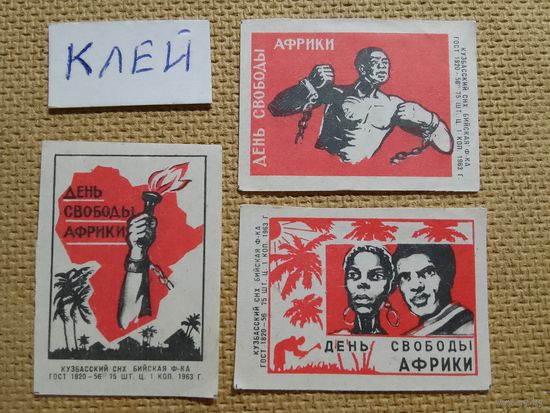 КЛЕЙ
АФРИКИ
ДЕНЬ СВОБОДЫ
КУЗБАССКИЙ СНХ БИЙСКАЯ Ф-КА
ГОСТ 1820-56 75 ШТ. Ц. 1 КОП. 1963 Г.
ДЕНЬ
СВОБОДЫ
АФРИКИ
КУЗБАССКИЙ СНХ БИЙСКАЯ Ф-КА
ГОСТ 1820-56 75 ШТ. Ц. 1 КОП. 1963 Г.
КУЗБАССКИЙ СНХ БИЙСКАЯ Ф-КА
ГОСТ 1820-56 75 ШТ. Ц. 1 КОП. 1963 Г.
ДЕНЬ СВОБОДЫ
АФРИКИ